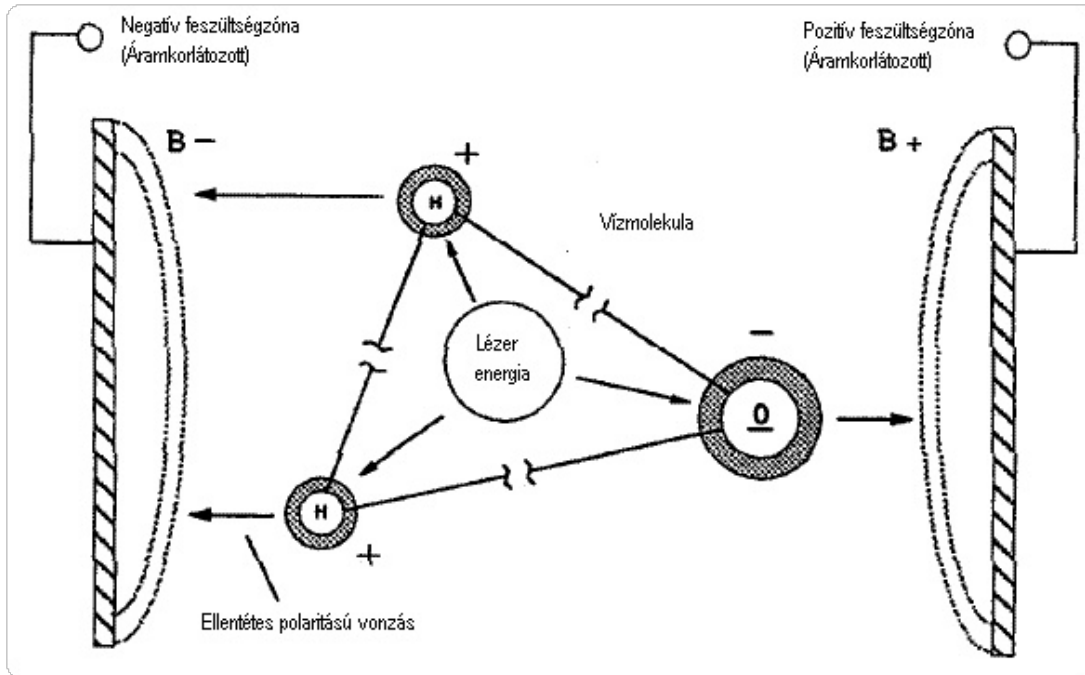 Negatív feszültségzóna
(Áramkorlátozott)
Pozitív feszültségzóna
(Áramkorlátozott)
B -
B +
+
H
Vízmolekula
Lézer
energia
-
O
H
+
Ellentétes polaritású vonzás